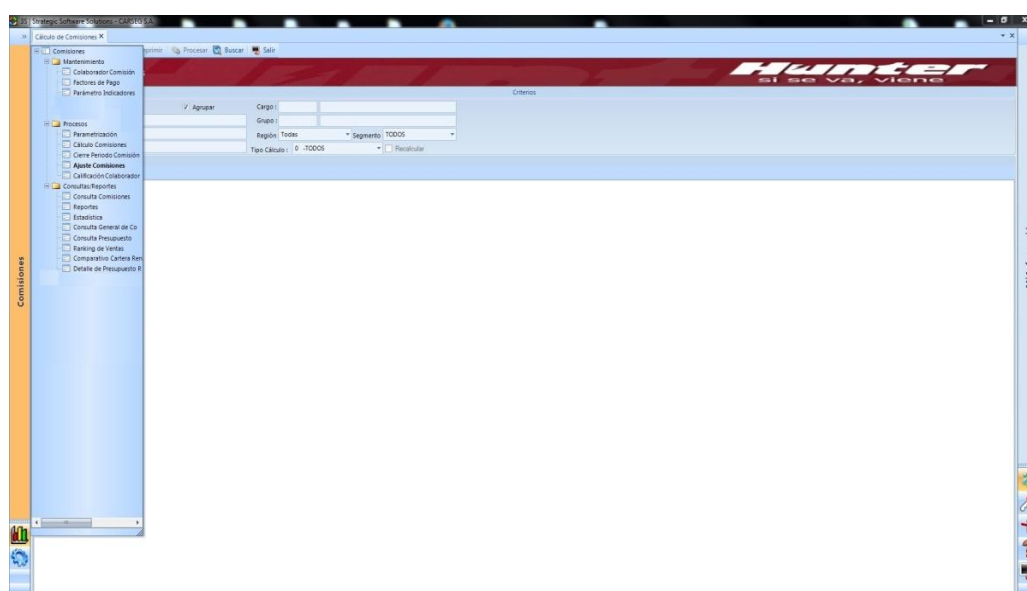 3S | Strategic Software Solutions - CARSEG S.A.
Cálculo de Comisiones X
Comisiones
Mantenimiento
Colaborador Comisión
Factores de Pago
Parámetro Indicadores
Procesos
Parametrización
Cálculo Comisiones
Cierre Periodo Comisión
Ajuste Comisiones
Calificación Colaborador
Consultas/Reportes
Consulta Comisiones
Reportes
Estadística
Consulta General de Co
Consulta Presupuesto
Ranking de Ventas
Comparativo Cartera Ren
Detalle de Presupuesto R
primir Procesar Buscar Salir
Hunter
si se va, viene
Criterios
Agrupar Cargo :
Grupo :
Región Todas Segmento TODOS
Tipo Cálculo : 0 -TODOS Recalcular
Comisiones